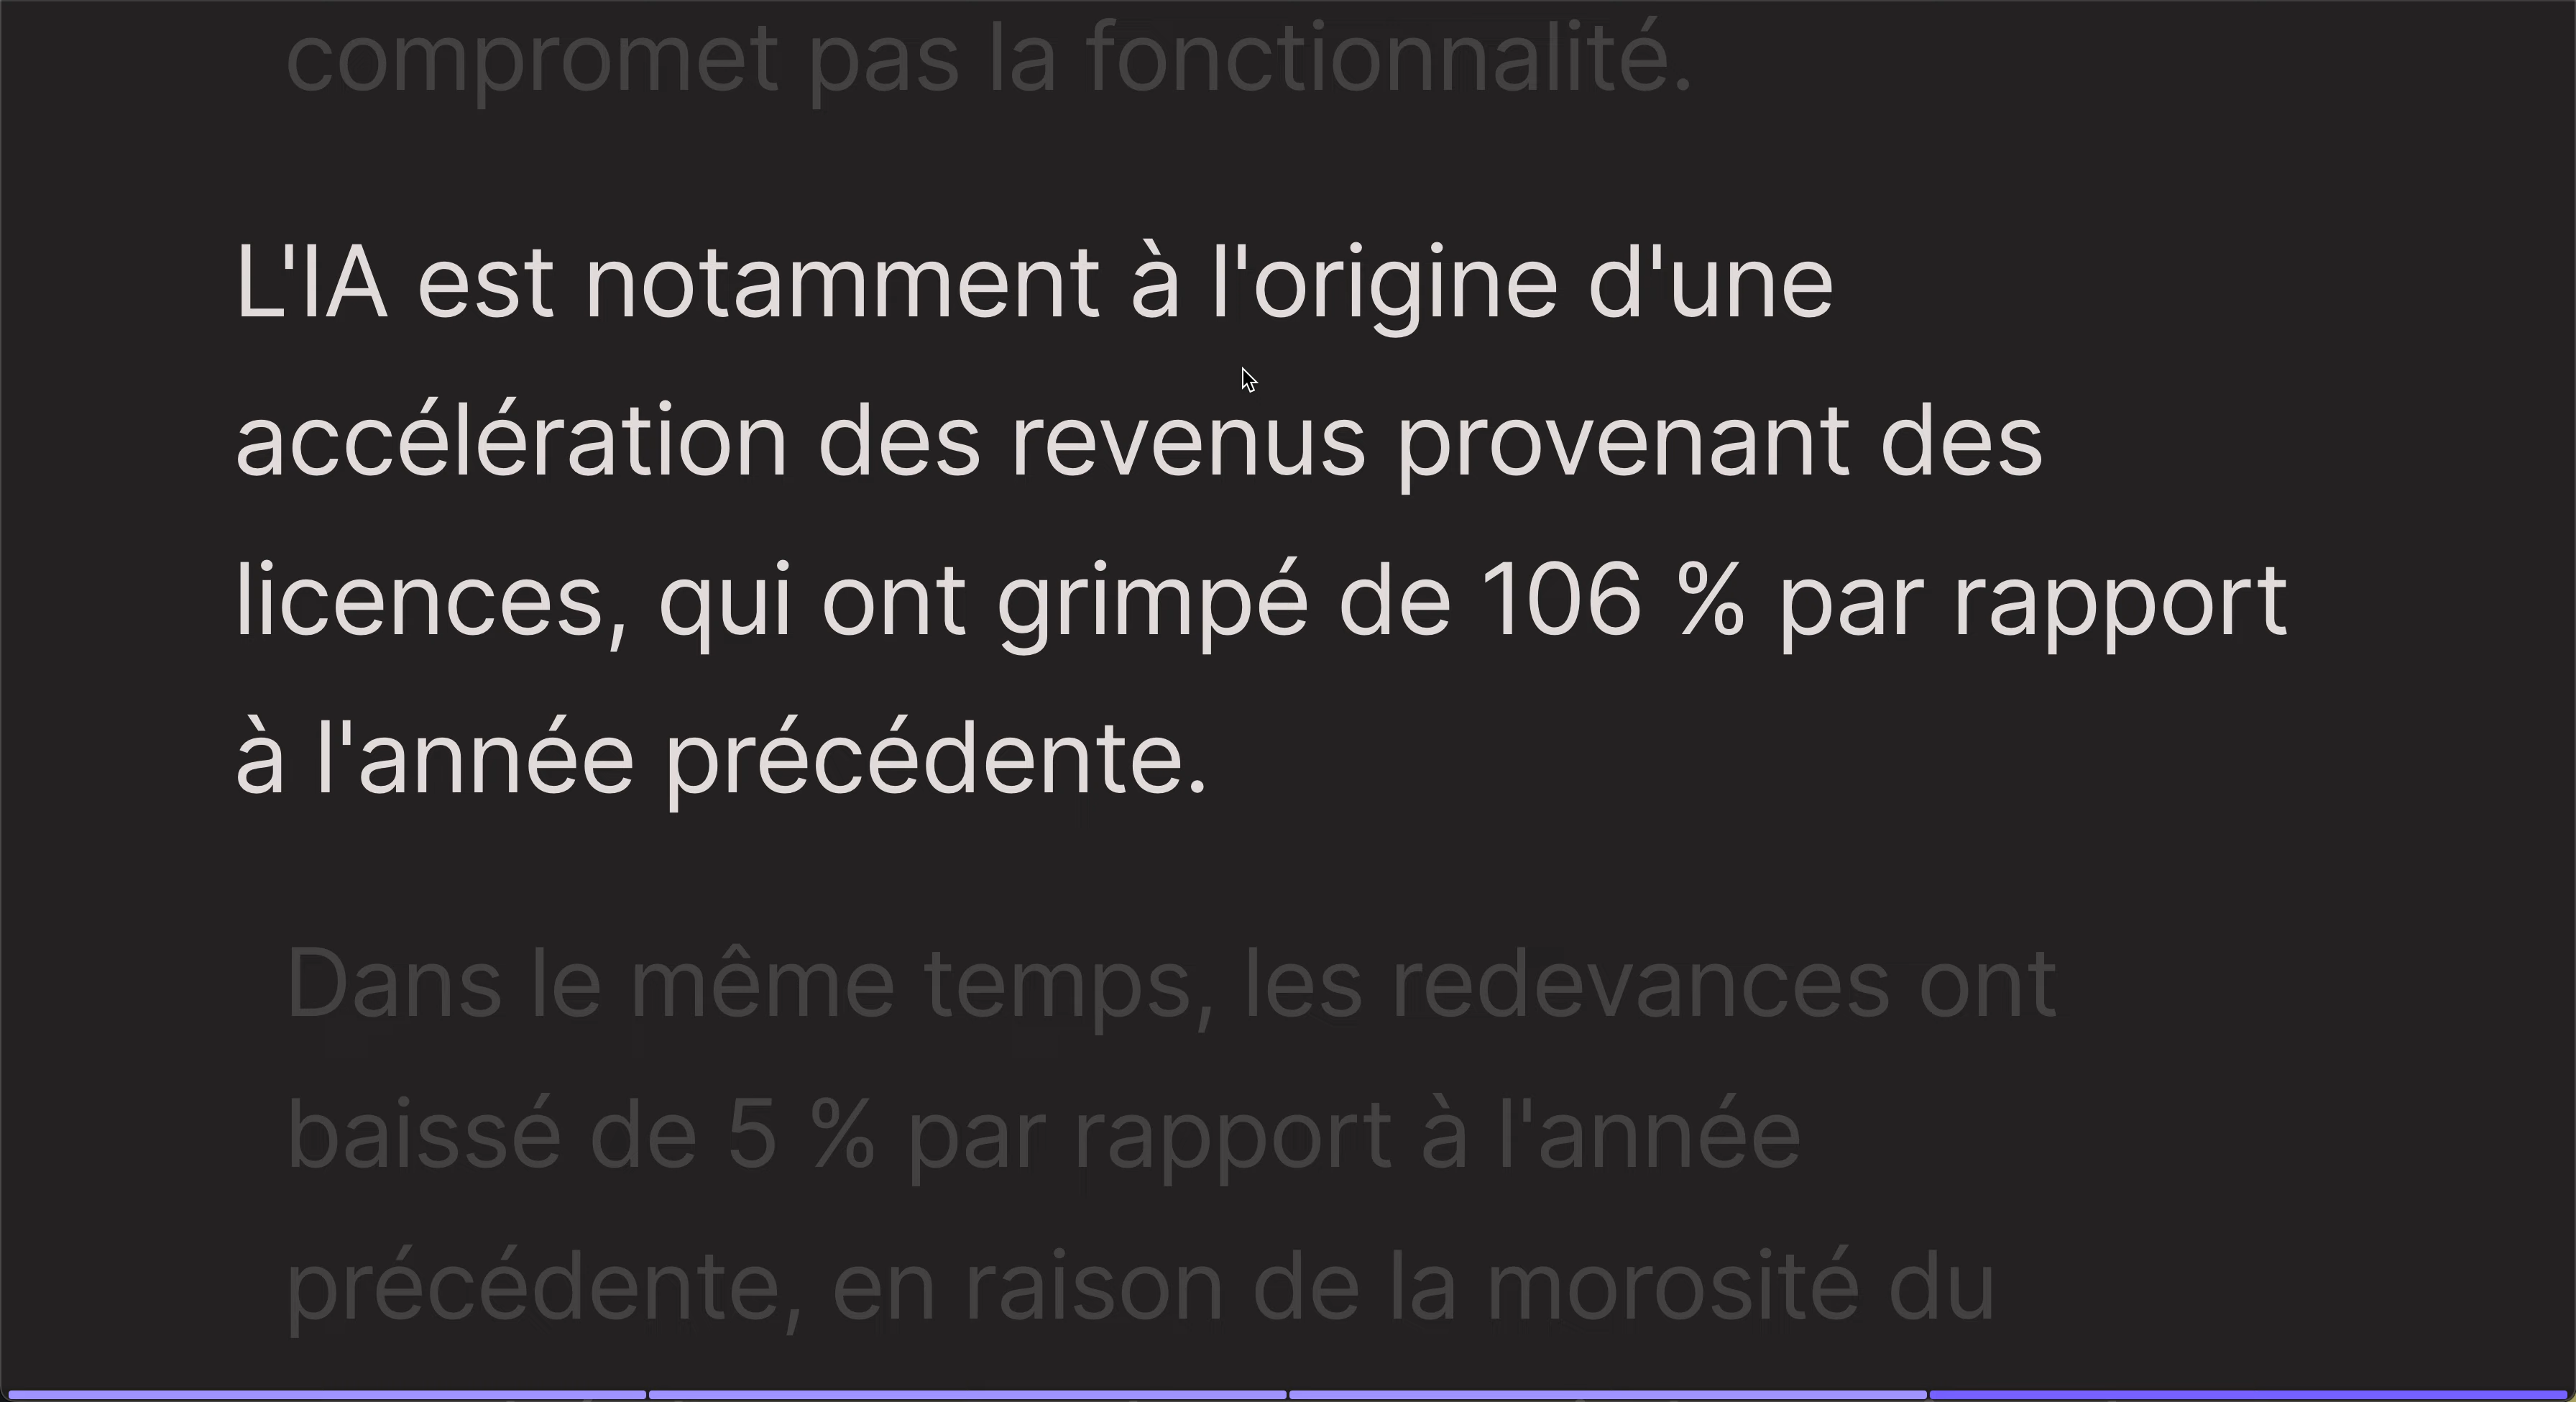 compromet pas la fonctionnalité.
L'IA est notamment à l'origine d'une
accélération des revenus provenant des
licences, qui ont grimpé de 106 % par rapport
à l'année précédente.
Dans le même temps, les redevances ont
baissé de 5 % par rapport à l'année
précédente, en raison de la morosité du